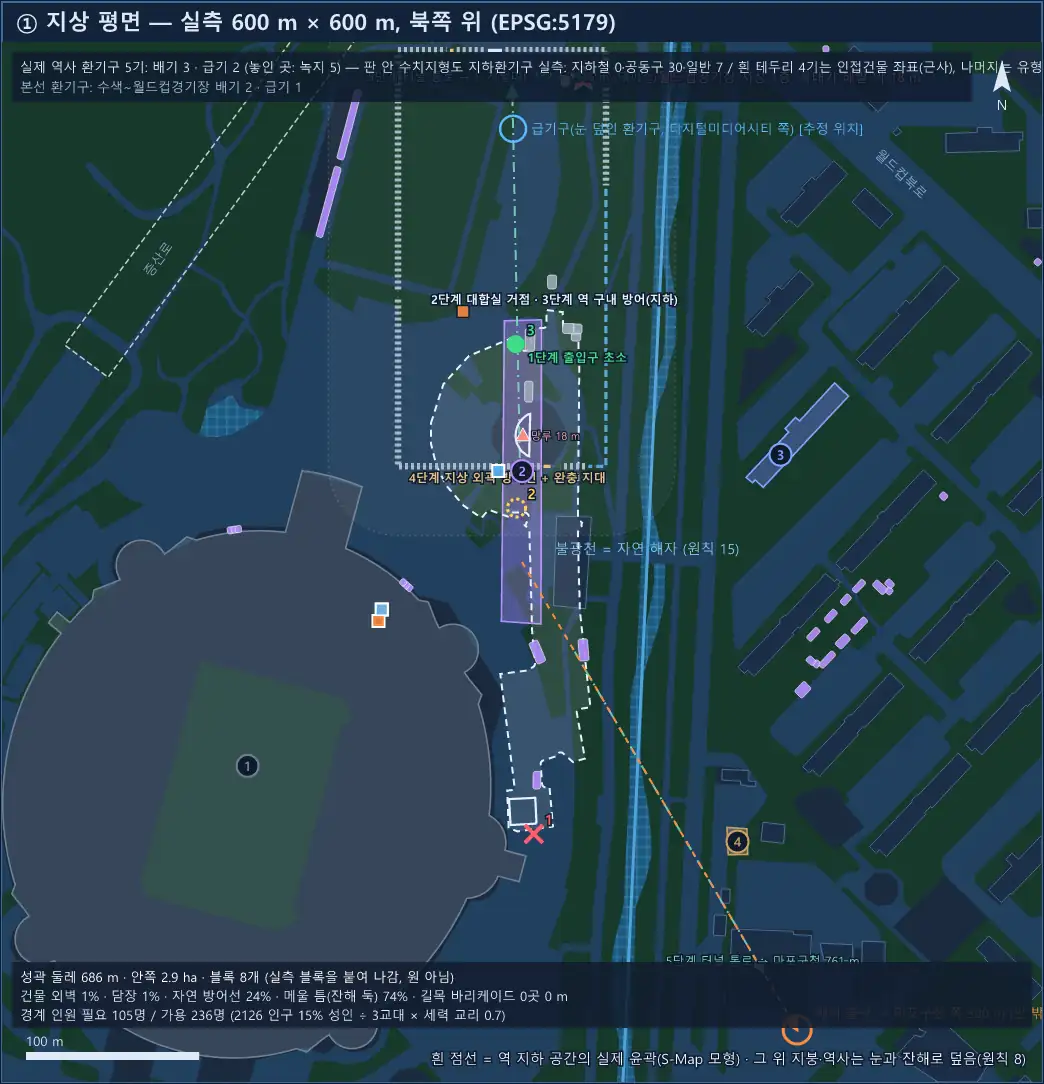 ① 지상 평면 — 실측 600 m × 600 m, 북쪽 위 (EPSG:5179)
실제 역사 환기구 5기: 배기 3 · 급기 2 (놓인 곳: 녹지 5) — 판 안 수치지형도 지하환기구 실측: 지하철 0·공동구 30·일반 7 / 흰 테두리 4기는 인접건물 좌표(근사), 나머지는 유형
본선 환기구: 수색~월드컵경기장 배기 2 · 급기 1
N
급기구(눈 덮인 환기구, 디지털미디어시티 쪽) [추정 위치]
월드컵북로
증산로
2단계 대합실 거점 · 3단계 역 구내 방어(지하)
3
1단계 출입구 초소
망루 18 m
3
2
4단계 지상 외곽 + 완충 지대
2
불광천 = 자연 해자 (원칙 15)
1
1
4
5단계 터널 통로 → 마포구청 761 m
성곽 둘레 686 m · 안쪽 2.9 ha · 블록 8개 (실측 블록을 붙여 나감, 원 아님)
건물 외벽 1% · 담장 1% · 자연 방어선 24% · 메울 틈(잔해 둑) 74% · 길목 바리케이드 0곳 0 m
경계 인원 필요 105명 / 가용 236명 (2126 인구 15% 성인 ÷ 3교대 × 세력 교리 0.7)
100 m
흰 점선 = 역 지하 공간의 실제 윤곽(S-Map 모형) · 그 위 지붕·역사는 눈과 잔해로 덮음(원칙 8)